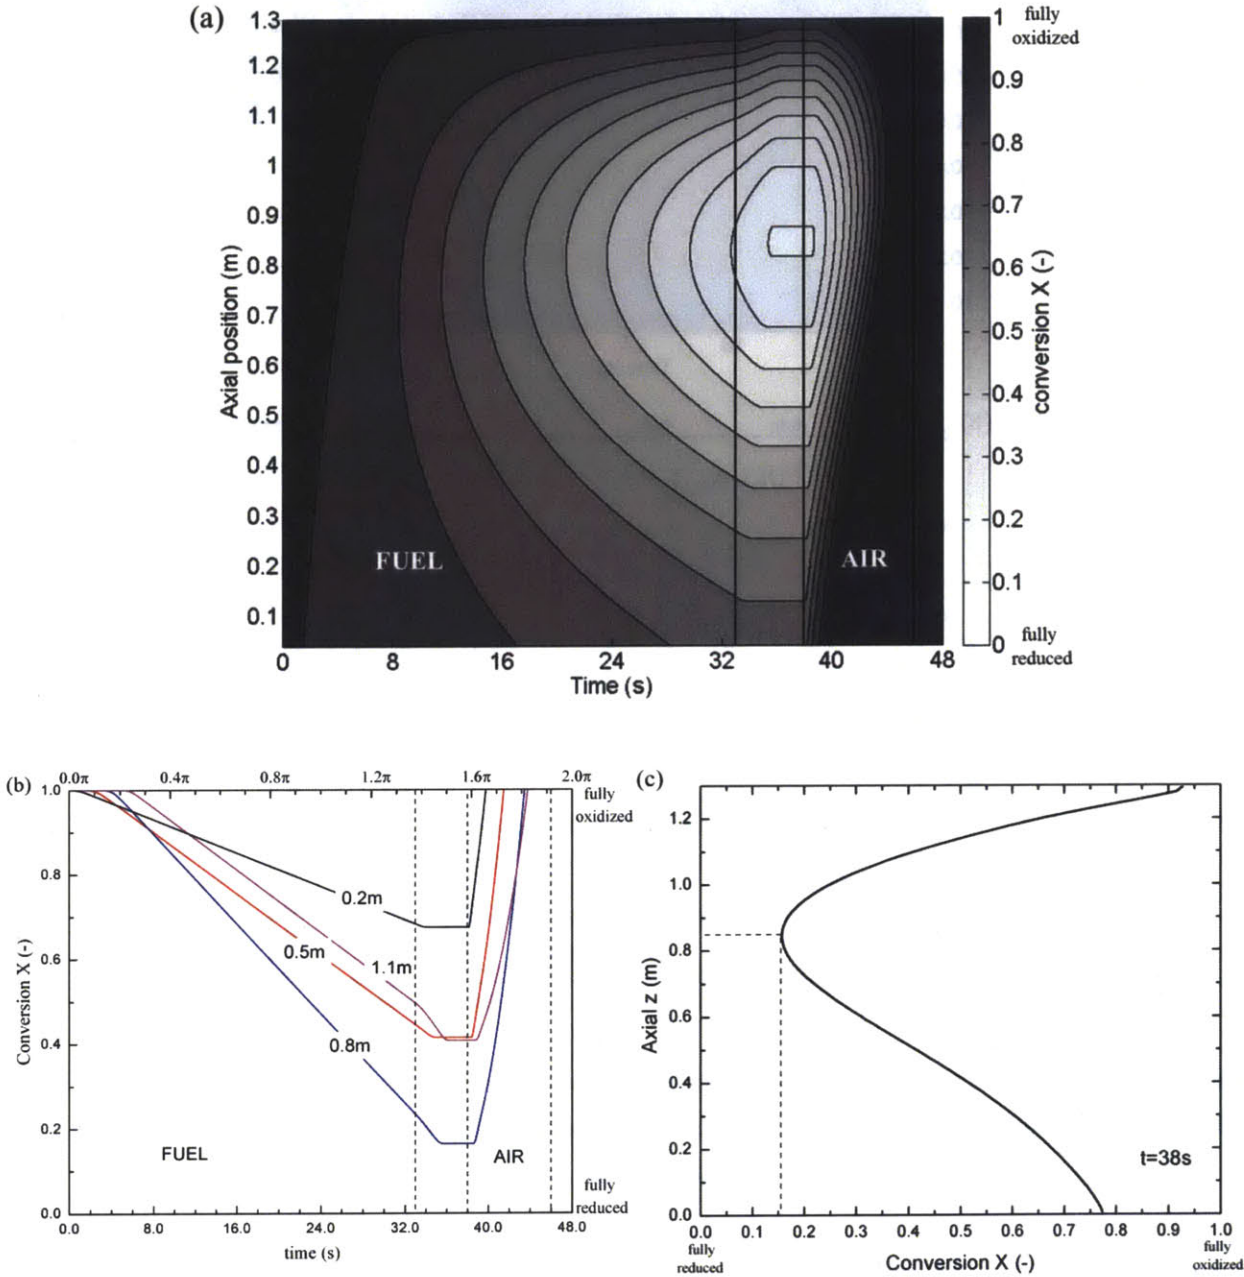 (a)
1.3
1.2
1.1
1
0.9
0.8
0.7
0.6
0.5
0.4
0.3
0.2
0.1
Axial position (m)
0 8 16 24 32 40 48
Time (s)
FUEL
AIR
1 fully oxidized
0.9
0.8
0.7
0.6
0.5
0.4
0.3
0.2
0.1
0 fully reduced
conversion X (-)
(b)
0.0π 0.4π 0.8π 1.2π 1.6π 2.0π
1.0
0.8
0.6
0.4
0.2
0.0
Conversion X (-)
fully
oxidized
0.2m
0.5m
1.1m
0.8m
FUEL
AIR
fully
reduced
0.0 8.0 16.0 24.0 32.0 40.0 48.0
time (s)
(c)
1.2
1.0
0.8
0.6
0.4
0.2
0.0
Axial z (m)
t=38s
0.0 0.1 0.2 0.3 0.4 0.5 0.6 0.7 0.8 0.9 1.0
fully
reduced
fully
oxidized
Conversion X (-)